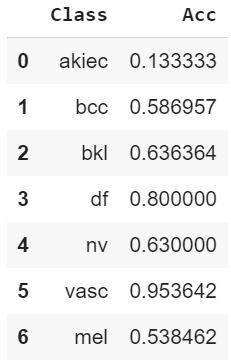 Class Acc
0 akiec 0.133333
1 bcc 0.586957
2 bkl 0.636364
3 df 0.800000
4 nv 0.630000
5 vasc 0.953642
6 mel 0.538462